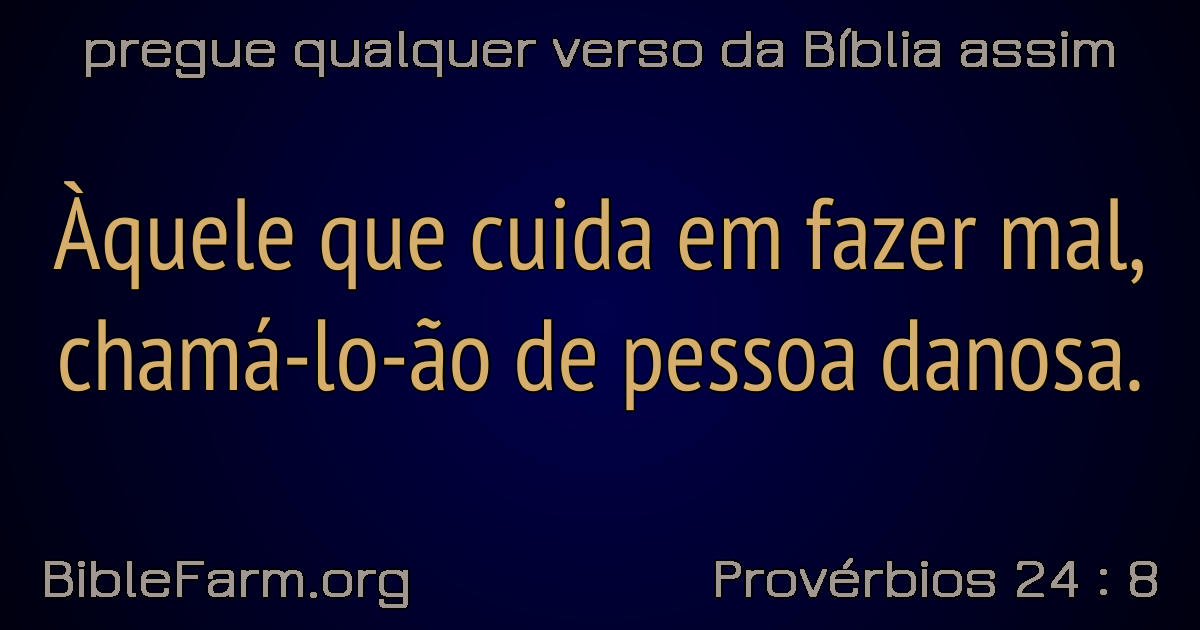 pregue qualquer verso da Bíblia assim
Àquele que cuida em fazer mal,
chamá-lo-ão de pessoa danosa.
BibleFarm.org
Provérbios 24 : 8